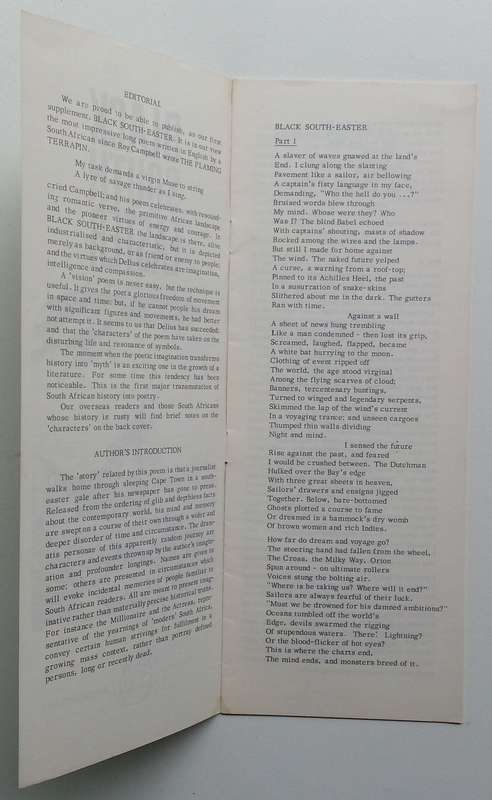 EDITORIAL
We are proud to be able to publish, as our first
supplement, BLACK SOUTH-EASTER. It is in our view
the most impressive long poem written in English by a
South African since Roy Campbell wrote THE FLAMING
TERRAPIN.
My task demands a virgin Muse to string
A lyre of savage thunder as I sing,
cried Campbell; and his poem celebrates, with resound-
ing romantic verve, the primitive African landscape
and the pioneer virtues of energy and courage. In
BLACK SOUTH-EASTER the landscape is there, alive
industrialised and characteristic, but it is depicted
merely as background, or as friend or enemy to people;
and the virtues which Delius celebrates are imagination,
intelligence and compassion.
A 'vision' poem is never easy, but the technique is
useful. It gives the poet a glorious freedom of movement
in space and time; but, if he cannot people his dream
with significant figures and movements, he had better
not attempt it. It seems to us that Delius has succeeded;
and that the 'characters' of the poem have taken on the
disturbing life and resonance of symbols.
The moment when the poetic imagination transforms
history into 'myth' is an exciting one in the growth of a
literature. For some time this tendency has been
noticeable. This is the first major transmutation of
South African history into poetry.
Our overseas readers and those South Africans
whose history is rusty will find brief notes on the
'characters' on the back cover.
AUTHOR'S INTRODUCTION
The 'story' related by this poem is that a journalist
walks home through sleeping Cape Town in a south-
easter gale after his newspaper has gone to press.
Released from the ordering of glib and depthless facts
about the contemporary world, his mind and memory
are swept on a course of their own through a wider and
deeper disorder of time and circumstance. The dram-
atis personae of this apparently random journey are
characters and events thrown up by the author's imagin-
ation and profounder longings. Names are given to
some; others are presented in circumstances which
will evoke incidental memories of people familiar to
South African readers. All are meant to present imag-
inative rather than materially precise historical truths.
For instance the Millionaire and the Actress, repre-
sentative of the yearnings of 'modern' South Africa,
convey certain human strivings for fulfilment in a
growing mass context, rather than portray defined
persons, long or recently dead.
BLACK SOUTH-EASTER
Part 1
A slaver of waves gnawed at the land's
End. I clung along the slanting
Pavement like a sailor, air bellowing
A captain's fisty language in my face,
Demanding, "Who the hell do you ...?"
Bruised words blew through
My mind. Whose were they? Who
Was I? The blind Babel echoed
With captains' shouting, masts of shadow
Rocked among the wires and the lamps.
But still I made for home against
The wind. The naked future yelped
A curse, a warning from a roof-top;
Pinned to its Achilles Heel, the past
In a susurration of snake-skins
Slithered about me in the dark. The gutters
Ran with time.
Against a wall
A sheet of news hung trembling
Like a man condemned - then lost its grip,
Screamed, laughed, flapped, became
A white bat hurrying to the moon.
Clothing of event ripped off
The world, the age stood virginal
Among the flying scarves of cloud;
Banners, tercentenary buntings,
Turned to winged and legendary serpents,
Skimmed the lap of the wind's current
In a voyaging trance; and unseen cargoes
Thumped thin walls dividing
Night and mind.
I sensed the future
Rise against the past, and feared
I would be crushed between. The Dutchman
Hulked over the Bay's edge
With three great sheets in heaven,
Sailors' drawers and ensigns jigged
Together. Below, bare-bottomed
Ghosts plotted a course to fame
Or dreamed in a hammock's dry womb
Of brown women and rich indies.
How far do dream and voyage go?
The steering hand had fallen from the wheel,
The Cross, the Milky Way, Orion
Spun around - on ultimate rollers
Voices stung the bolting air.
"Where is he taking us? Where will it end?"
Sailors are always fearful of their luck.
"Must we be drowned for his damned ambitions?"
Oceans tumbled off the world's
Edge, devils swarmed the rigging
Of stupendous waters. There! Lightning?
Or the blood-flicker of hot eyes?
This is where the charts end,
The mind ends, and monsters breed of it.